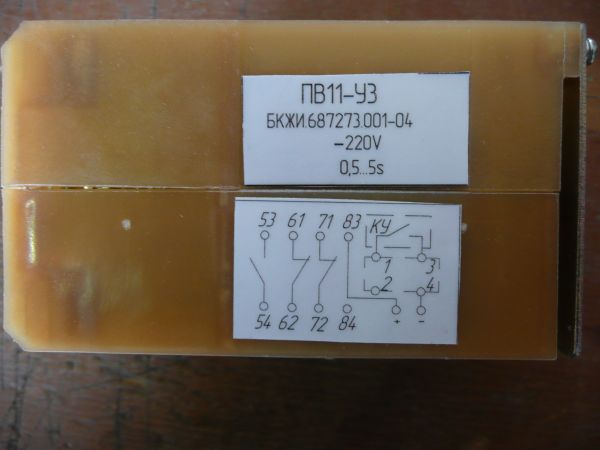 ПВ11-У3
БКЖИ.687273.001-04
-220V
0,5...5s
53 61 71 83 КУ
1 3
2 4
54 62 72 84 + -